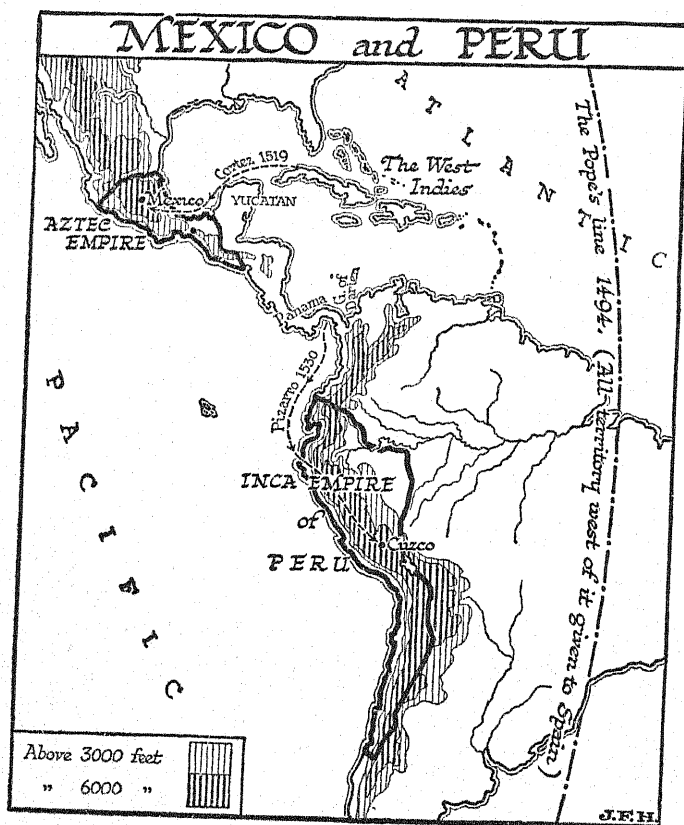 MEXICO and PERU
ATLANTIC
The Pope's line 1494. (All territory west of it given to Spain)
Cortez 1519
The West
Indies
Mexico
YUCATAN
AZTEC
EMPIRE
Panama
G. of
Darien
Pizarro 1530
PACIFIC
INCA EMPIRE
of
PERU
Cuzco
Above 3000 feet
" 6000 "
J.F.H.